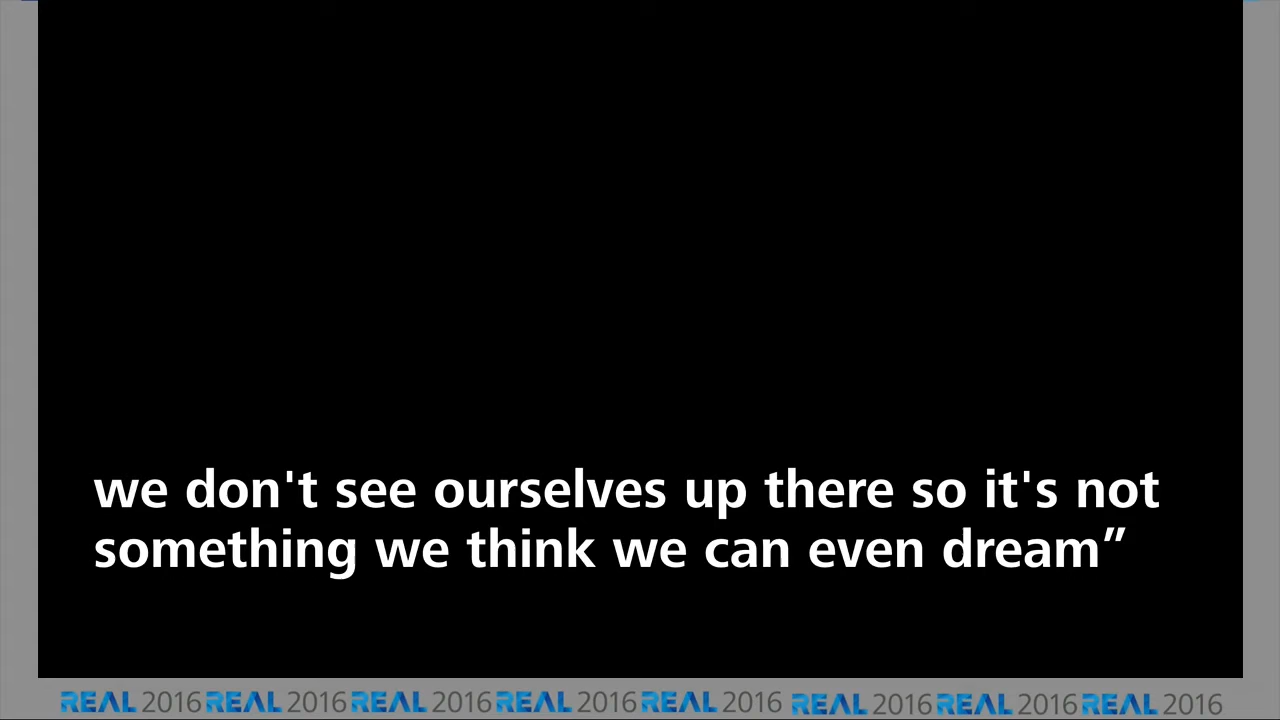 we don't see ourselves up there so it's not
something we think we can even dream”
REAL 2016 REAL 2016 REAL 2016 REAL 2016 REAL 2016 REAL 2016 REAL 2016 REAL 2016